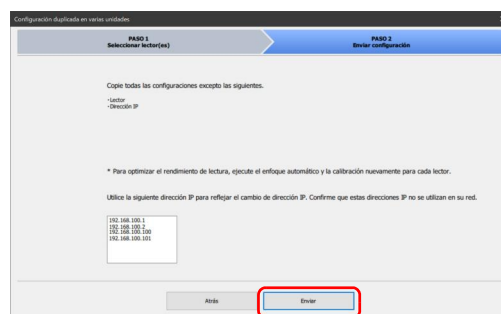 Configuración duplicada en varias unidades
PASO 1
Seleccionar lector(es)
PASO 2
Enviar configuración
Copie todas las configuraciones excepto las siguientes.
-Lector
-Dirección IP
* Para optimizar el rendimiento de lectura, ejecute el enfoque automático y la calibración nuevamente para cada lector.
Utilice la siguiente dirección IP para reflejar el cambio de dirección IP. Confirme que estas direcciones IP no se utilizan en su red.
192.168.100.1
192.168.100.2
192.168.100.100
192.168.100.101
Atrás
Enviar